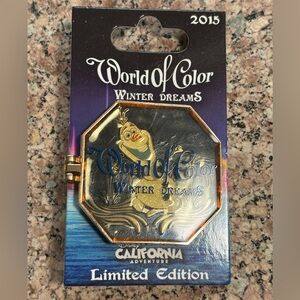 2015
World Of Color
WINTER DREAMS
World Of Color
WINTER DREAMS
Disney
CALIFORNIA
ADVENTURE
Limited Edition